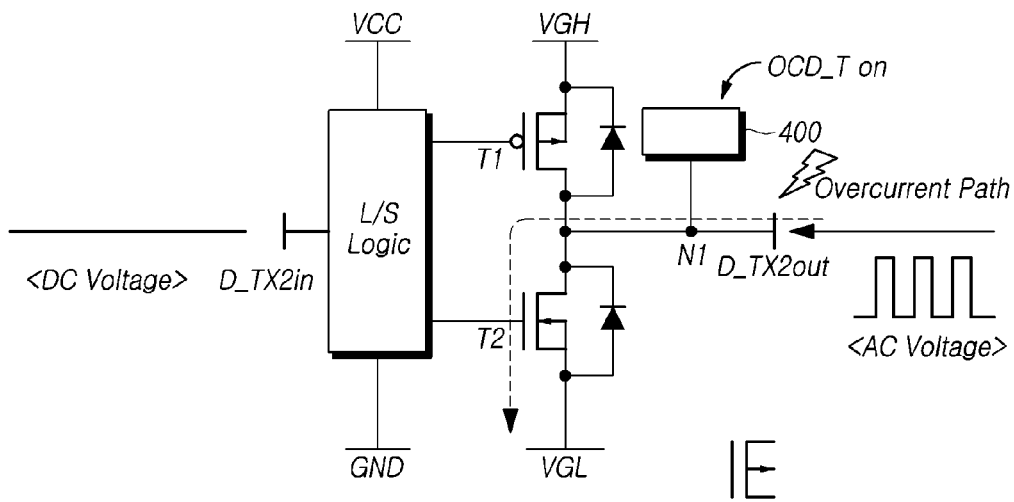 VCC
VGH
OCD_T on
400
T1
Overcurrent Path
L/S
Logic
N1
<DC Voltage>
D_TX2in
D_TX2out
T2
<AC Voltage>
GND
VGL